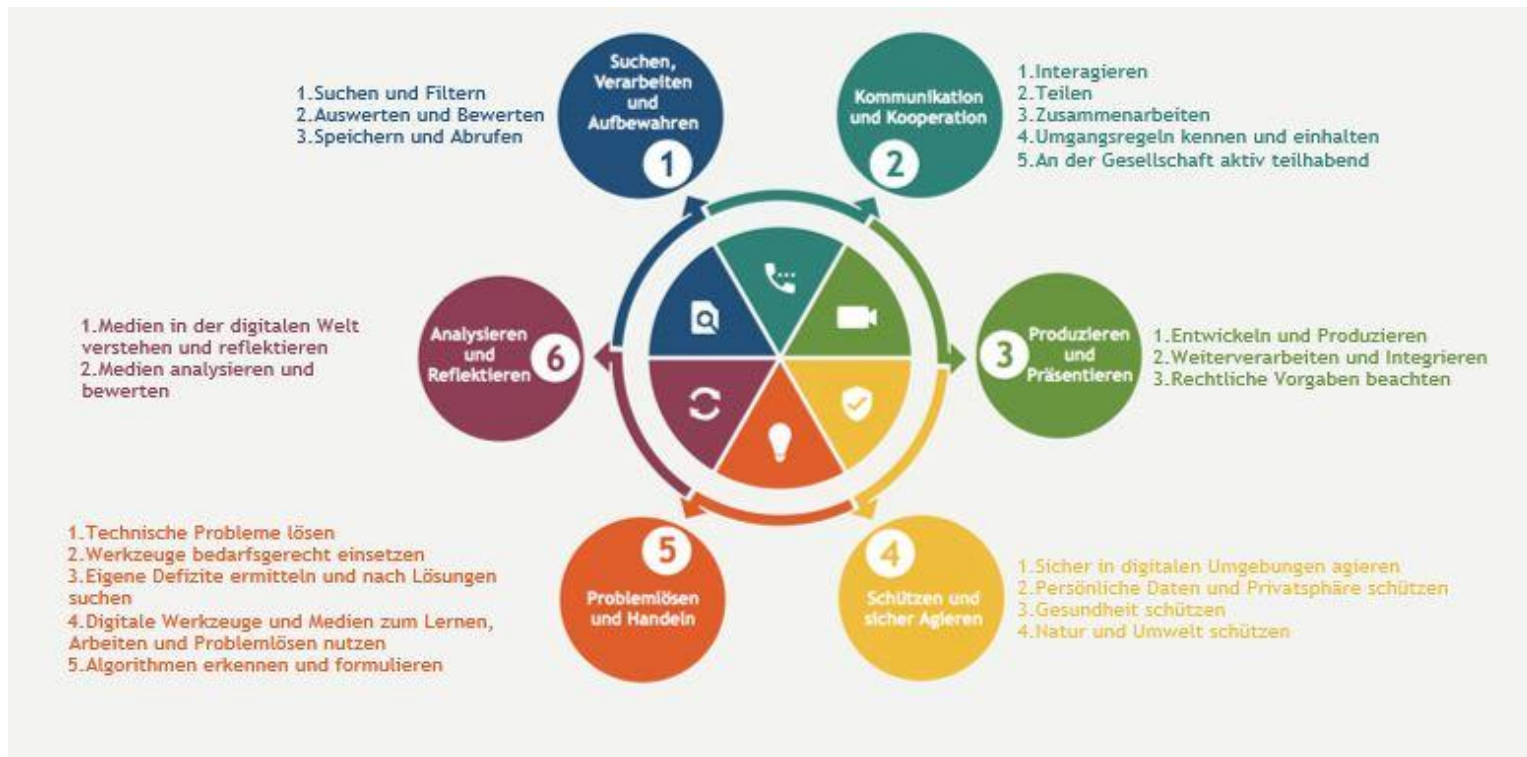 Suchen,
Verarbeiten
und
Aufbewahren
1
1.Suchen und Filtern
2.Auswerten und Bewerten
3.Speichern und Abrufen
Kommunikation
und Kooperation
2
1.Interagieren
2.Teilen
3.Zusammenarbeiten
4.Umgangsregeln kennen und einhalten
5.An der Gesellschaft aktiv teilhabend
Produzieren
und
Präsentieren
3
1.Entwickeln und Produzieren
2.Weiterverarbeiten und Integrieren
3.Rechtliche Vorgaben beachten
4
Schützen und
sicher Agieren
1.Sicher in digitalen Umgebungen agieren
2.Persönliche Daten und Privatsphäre schützen
3.Gesundheit schützen
4.Natur und Umwelt schützen
5
Problemlösen
und Handeln
1.Technische Probleme lösen
2.Werkzeuge bedarfsgerecht einsetzen
3.Eigene Defizite ermitteln und nach Lösungen
suchen
4.Digitale Werkzeuge und Medien zum Lernen,
Arbeiten und Problemlösen nutzen
5.Algorithmen erkennen und formulieren
Analysieren
und
Reflektieren
6
1.Medien in der digitalen Welt
verstehen und reflektieren
2.Medien analysieren und
bewerten